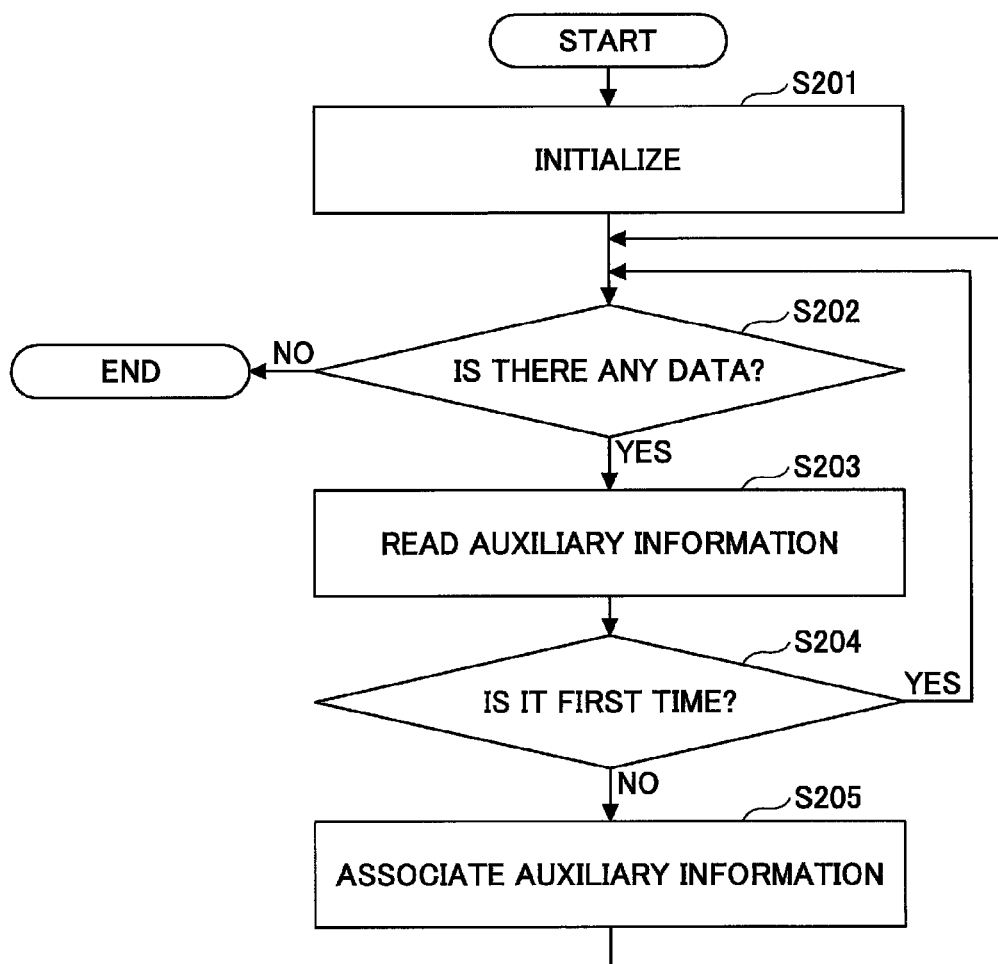 START
S201
INITIALIZE
S202
IS THERE ANY DATA?
NO
END
YES
S203
READ AUXILIARY INFORMATION
S204
IS IT FIRST TIME?
YES
NO
S205
ASSOCIATE AUXILIARY INFORMATION